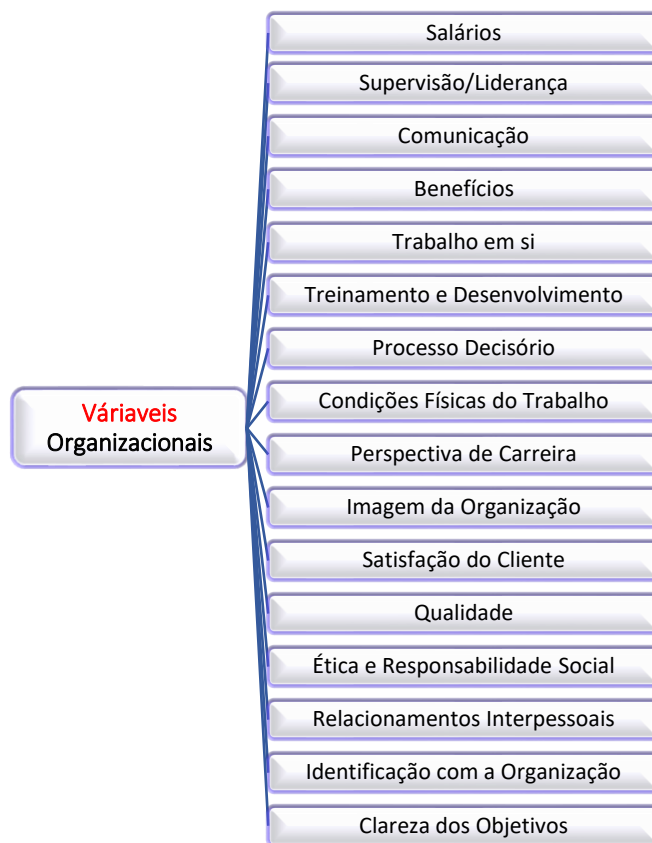 Salários
Supervisão/Liderança
Comunicação
Benefícios
Trabalho em si
Treinamento e Desenvolvimento
Processo Decisório
Váriaveis
Organizacionais
Condições Físicas do Trabalho
Perspectiva de Carreira
Imagem da Organização
Satisfação do Cliente
Qualidade
Ética e Responsabilidade Social
Relacionamentos Interpessoais
Identificação com a Organização
Clareza dos Objetivos